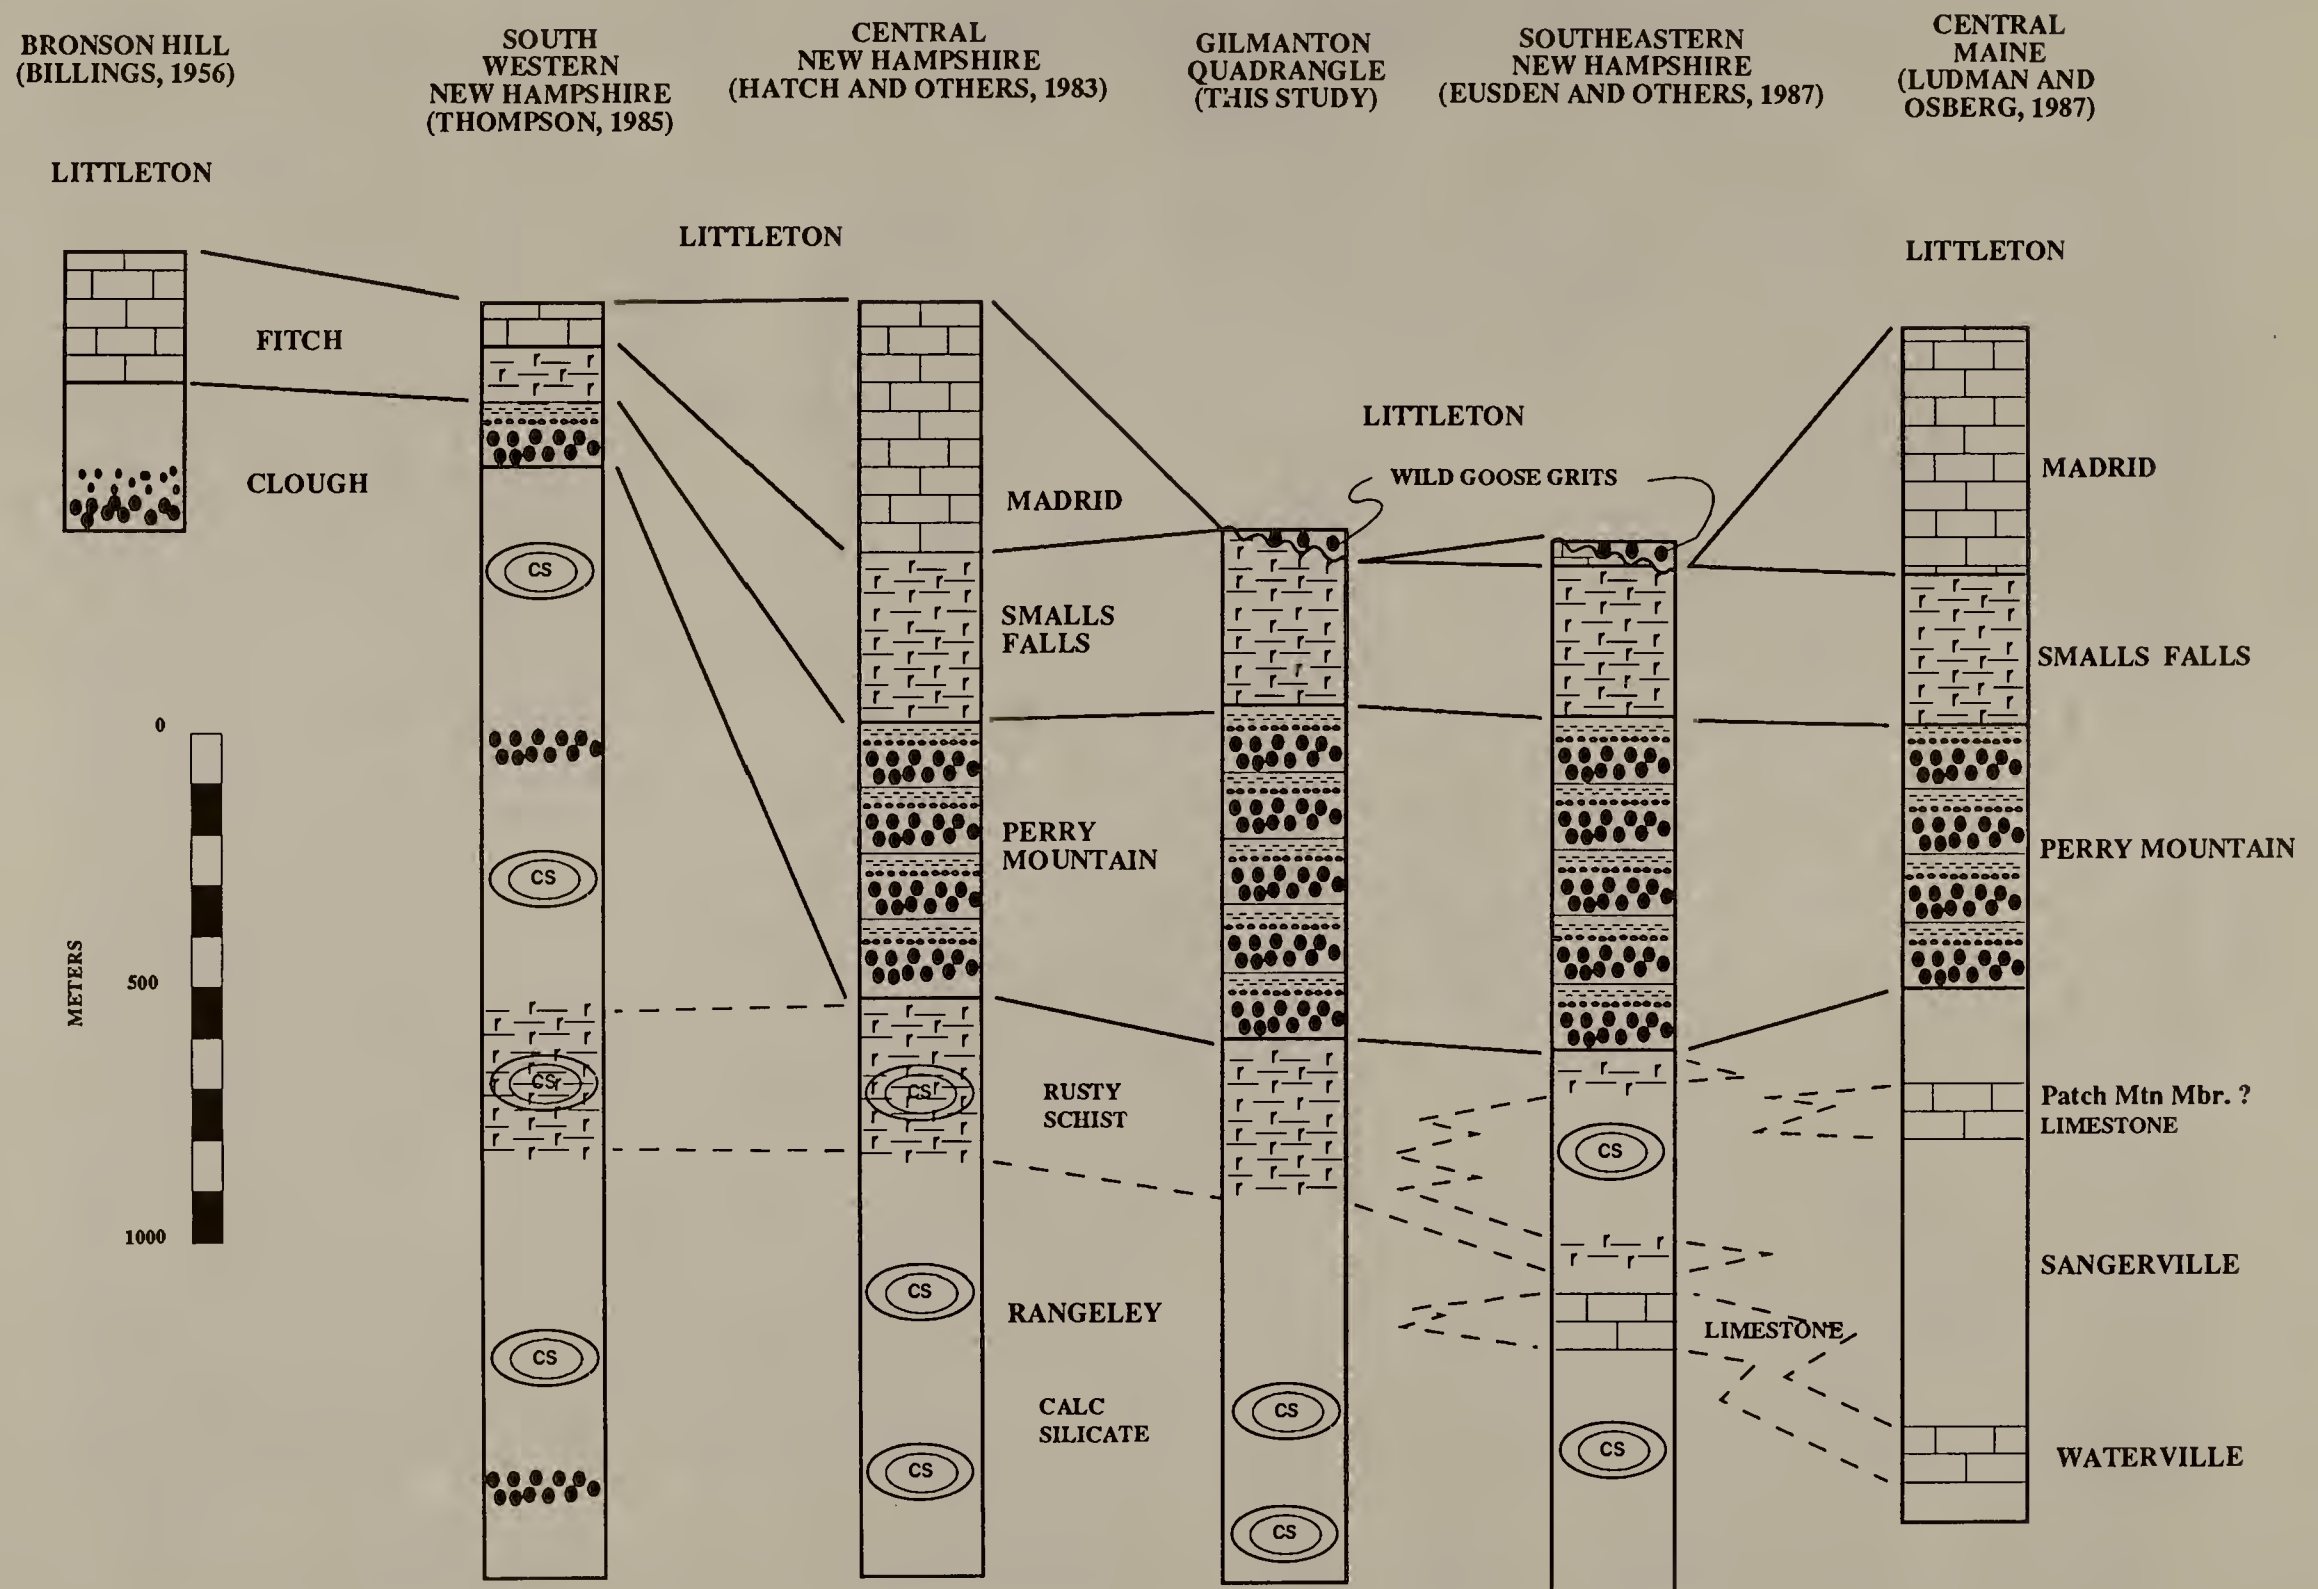 BRONSON HILL
(BILLINGS, 1956)
SOUTH
WESTERN
NEW HAMPSHIRE
(THOMPSON, 1985)
CENTRAL
NEW HAMPSHIRE
(HATCH AND OTHERS, 1983)
GILMANTON
QUADRANGLE
(THIS STUDY)
SOUTHEASTERN
NEW HAMPSHIRE
(EUSDEN AND OTHERS, 1987)
CENTRAL
MAINE
(LUDMAN AND
OSBERG, 1987)
LITTLETON
LITTLETON
LITTLETON
LITTLETON
WILD GOOSE GRITS
FITCH
CLOUGH
MADRID
SMALLS
FALLS
PERRY
MOUNTAIN
RUSTY
SCHIST
RANGELEY
CALC
SILICATE
LIMESTONE
MADRID
SMALLS FALLS
PERRY MOUNTAIN
Patch Mtn Mbr. ?
LIMESTONE
SANGERVILLE
WATERVILLE
METERS
0
500
1000
CS
CS
CS
CS
CS
CS
CS
CS
CS
CS
CS